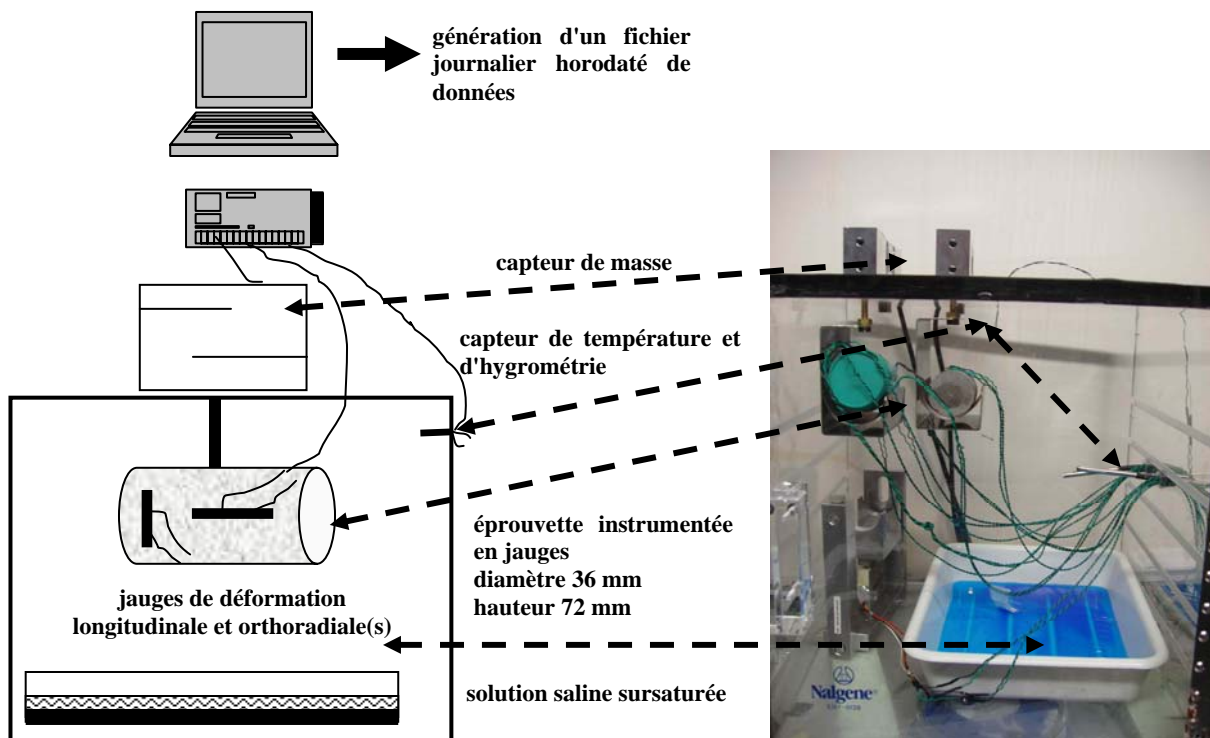 génération d'un fichier
journalier horodaté de
données
capteur de masse
capteur de température et
d'hygrométrie
éprouvette instrumentée
en jauges
diamètre 36 mm
hauteur 72 mm
jauges de déformation
longitudinale et orthoradiale(s)
solution saline sursaturée
Nalgene®